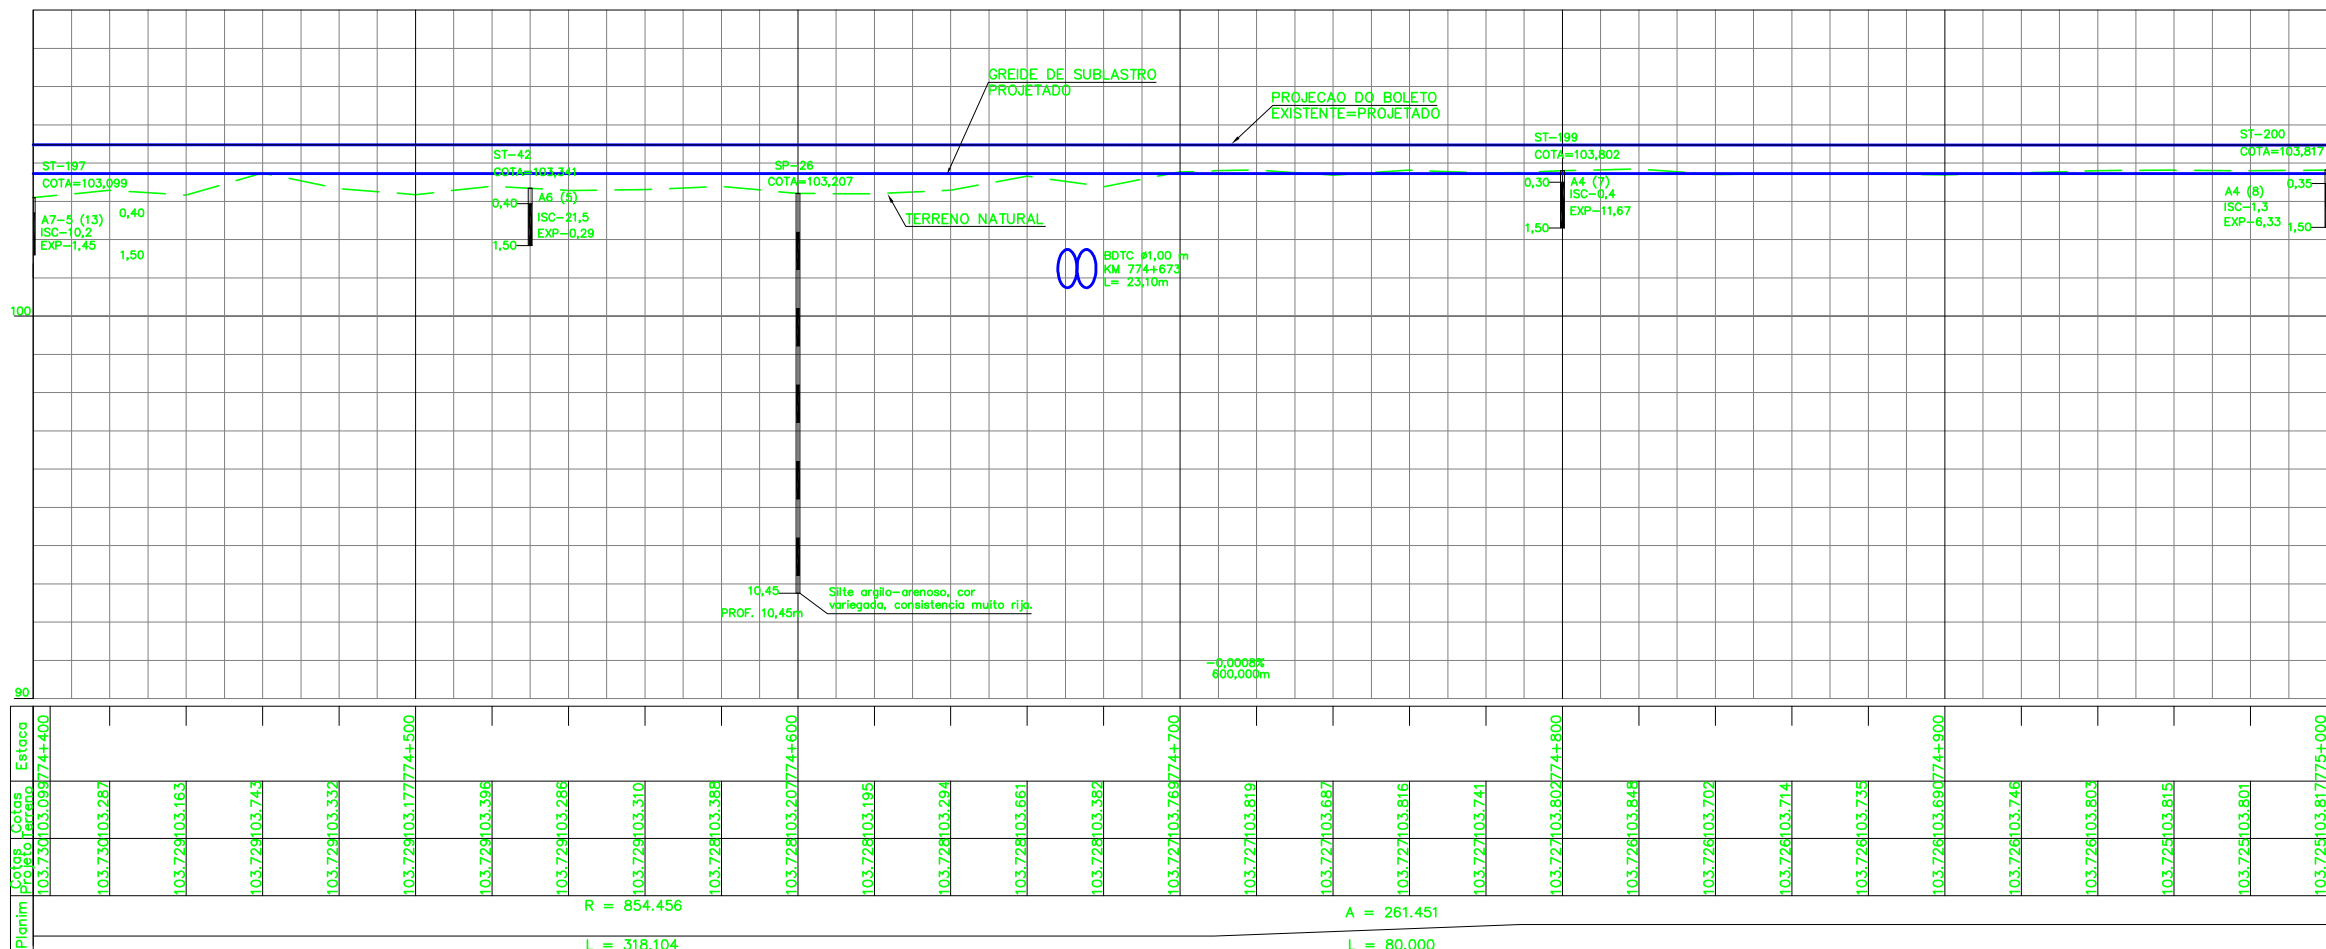 GREIDE DE SUBLASTRO
PROJETADO
PROJECAO DO BOLETO
EXISTENTE=PROJETADO
ST-197
COTA=103,099
0,40
A7-5 (13)
ISC-10,2
EXP-1,45
1,50
ST-42
COTA=103,341
0,40
A6 (5)
ISC-21,5
EXP-0,29
1,50
SP-26
COTA=103,207
TERRENO NATURAL
BDTC ø1,00 m
KM 774+673
L= 23,10m
ST-199
COTA=103,802
0,30
A4 (7)
ISC-0,4
EXP-11,67
1,50
ST-200
COTA=103,817
0,35
A4 (8)
ISC-1,3
EXP-6,33
1,50
100
10,45
PROF. 10,45m
Silte argilo-arenoso, cor
variegada, consistencia muito rija.
-0,0008%
600,000m
90
Estaca
774+400
774+500
774+600
774+700
774+800
774+900
775+000
Cotas
Terreno
103.099
103.287
103.163
103.743
103.332
103.177
103.396
103.286
103.310
103.388
103.207
103.195
103.294
103.661
103.382
103.769
103.819
103.687
103.816
103.741
103.802
103.848
103.702
103.714
103.735
103.690
103.746
103.803
103.815
103.801
103.817
Cotas
Projeto
103.730
103.730
103.729
103.729
103.729
103.729
103.729
103.729
103.729
103.728
103.728
103.728
103.728
103.728
103.728
103.727
103.727
103.727
103.727
103.727
103.727
103.726
103.726
103.726
103.726
103.726
103.726
103.726
103.725
103.725
103.725
Planim
R = 854.456
L = 318.104
A = 261.451
L = 80.000